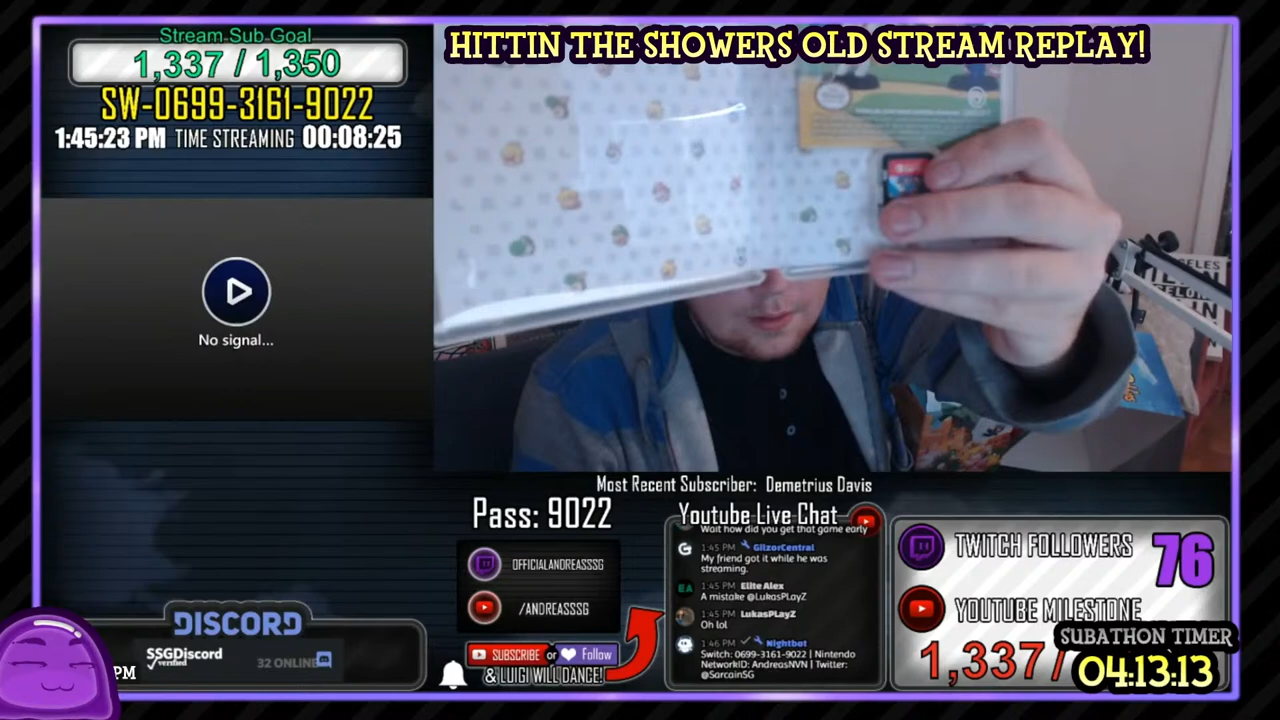 HITTIN THE SHOWERS OLD STREAM REPLAY!
Stream Sub Goal
1,337 / 1,350
SW-0699-3161-9022
1:45:23 PM TIME STREAMING 00:08:25
No signal...
Most Recent Subscriber: Demetrius Davis
Pass: 9022
OFFICIALANDREASSSG
/ANDREASSSG
SUBSCRIBE or Follow
& LUIGI WILL DANCE!
Youtube Live Chat
Wait how did you get that game early
1:45 PM GlizorCentral
My friend got it while he was
streaming.
EA 1:45 PM Elite Alex
A mistake @LukasPLayZ
1:45 PM LukasPLayZ
Oh lol
1:46 PM Nightbot
Switch: 0699-3161-9022 | Nintendo
NetworkID: AndreasNVN | Twitter:
@SarcainSG
TWITCH FOLLOWERS 76
YOUTUBE MILESTONE
1,337/
SUBATHON TIMER
04:13:13
DISCORD
SSGDiscord
verified
32 ONLINE
PM